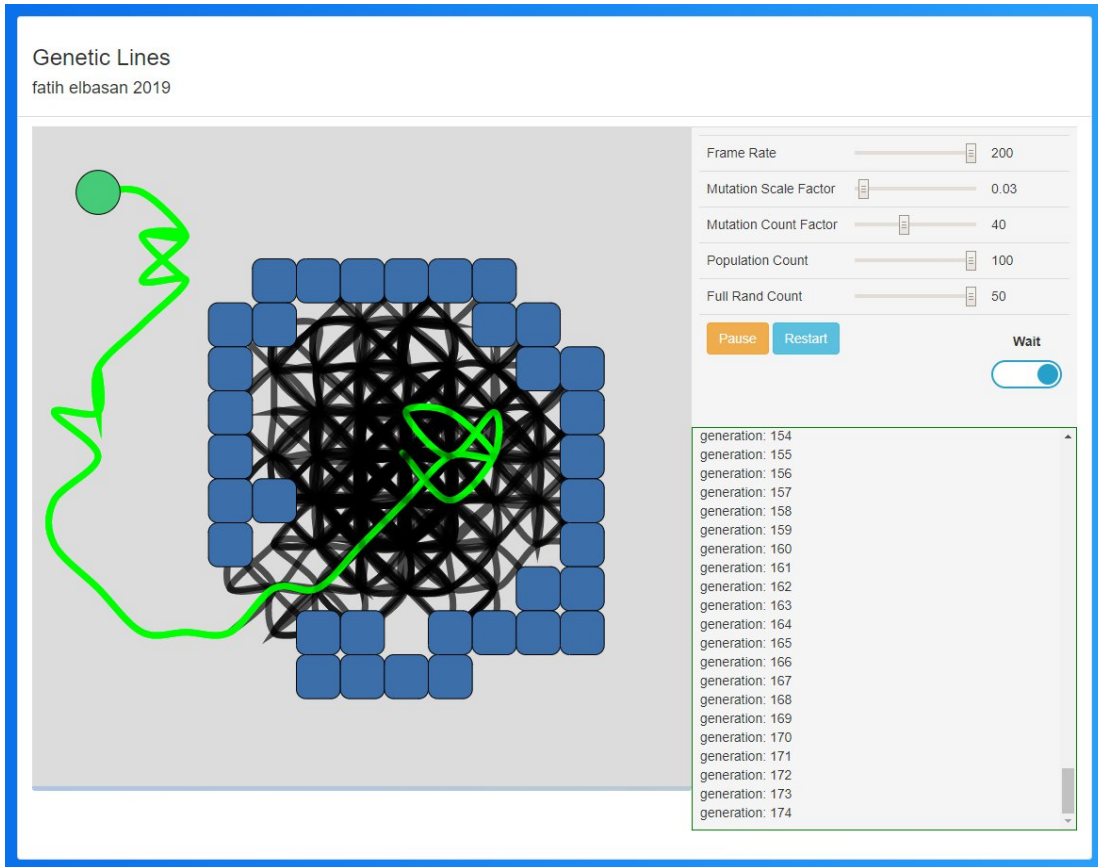 Genetic Lines
fatih elbasan 2019
Frame Rate 200
Mutation Scale Factor 0.03
Mutation Count Factor 40
Population Count 100
Full Rand Count 50
Pause Restart Wait
generation: 154
generation: 155
generation: 156
generation: 157
generation: 158
generation: 159
generation: 160
generation: 161
generation: 162
generation: 163
generation: 164
generation: 165
generation: 166
generation: 167
generation: 168
generation: 169
generation: 170
generation: 171
generation: 172
generation: 173
generation: 174